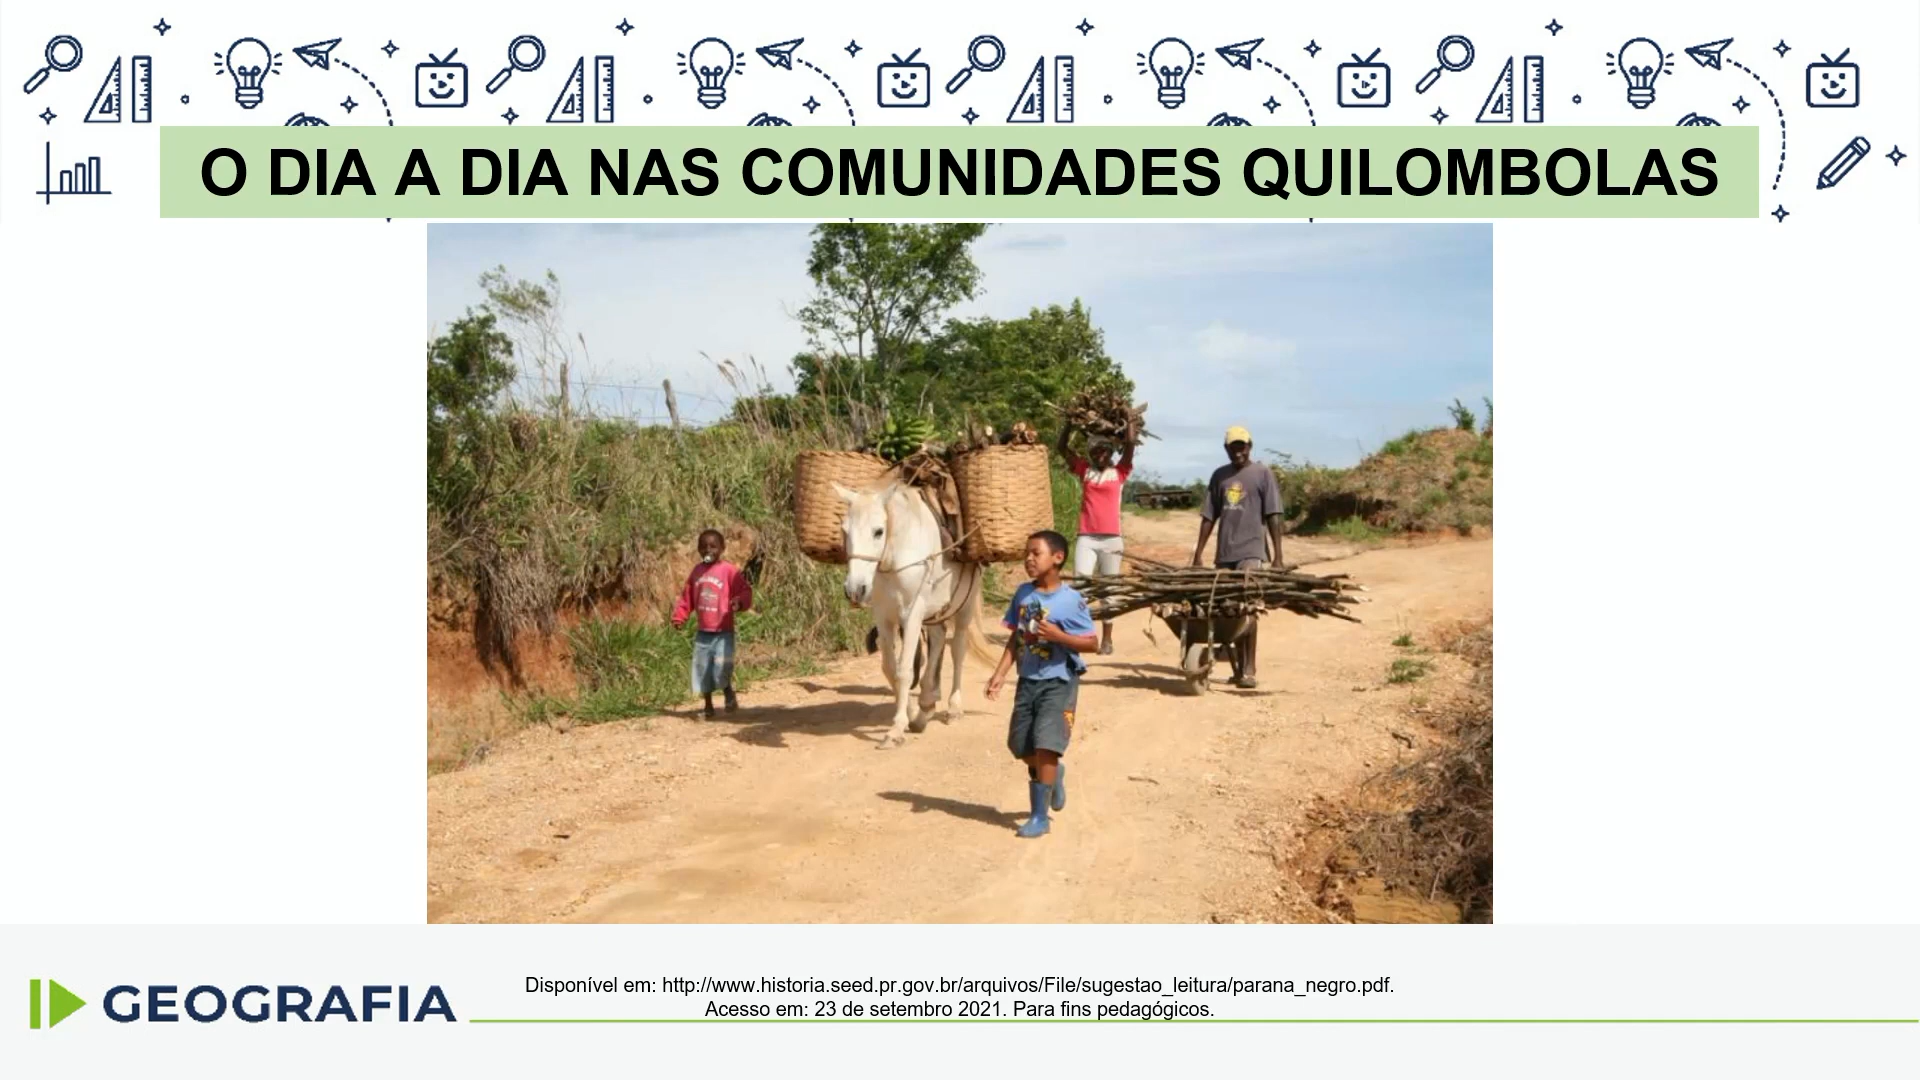 O DIA A DIA NAS COMUNIDADES QUILOMBOLAS
GEOGRAFIA
Disponível em: http://www.historia.seed.pr.gov.br/arquivos/File/sugestao_leitura/parana_negro.pdf.
Acesso em: 23 de setembro 2021. Para fins pedagógicos.